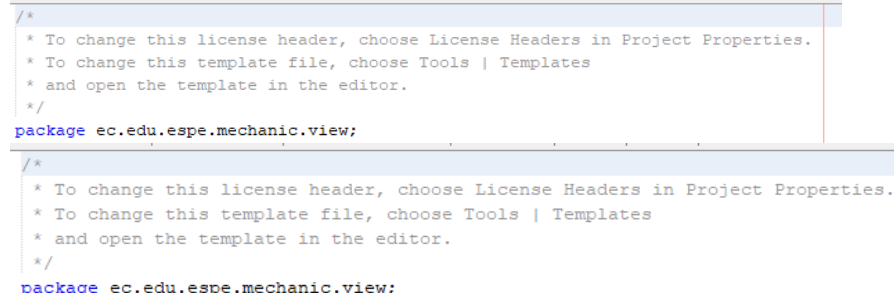 /*
 * To change this license header, choose License Headers in Project Properties.
 * To change this template file, choose Tools | Templates
 * and open the template in the editor.
 */
package ec.edu.espe.mechanic.view;
/*
 * To change this license header, choose License Headers in Project Properties.
 * To change this template file, choose Tools | Templates
 * and open the template in the editor.
 */
package ec.edu.espe.mechanic.view;